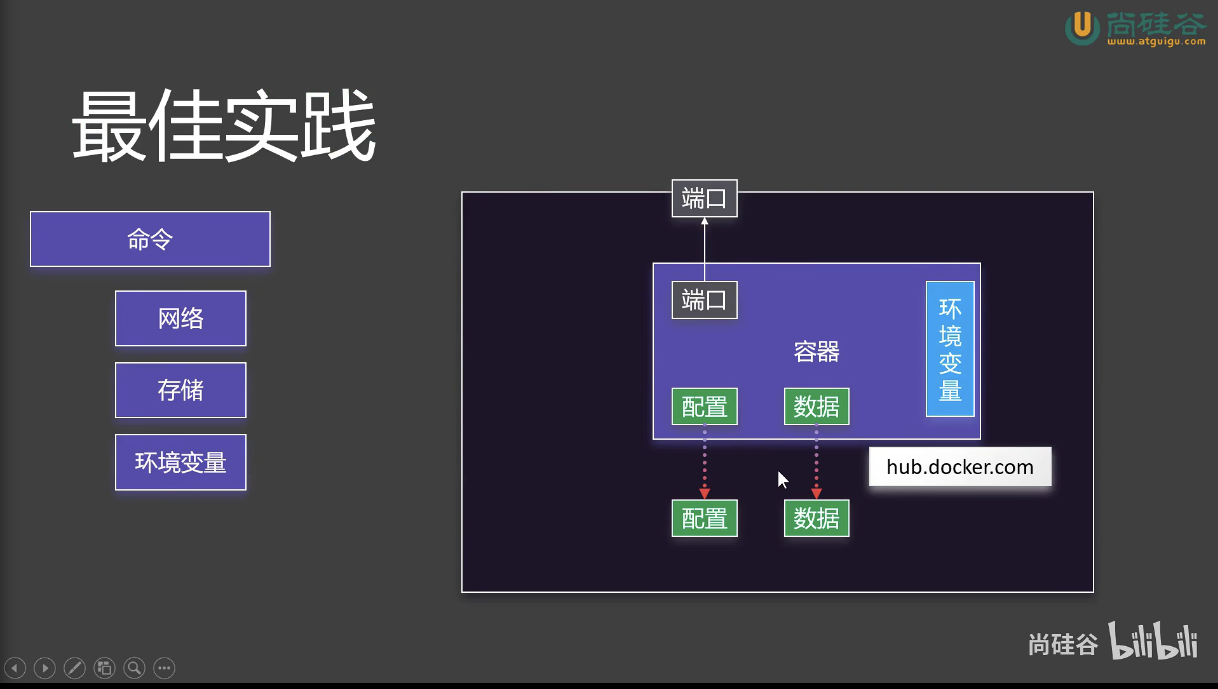 尚硅谷
www.atguigu.com
最佳实践
命令
网络
存储
环境变量
端口
端口
容器
环境变量
配置
数据
hub.docker.com
配置
数据
尚硅谷 bilibili